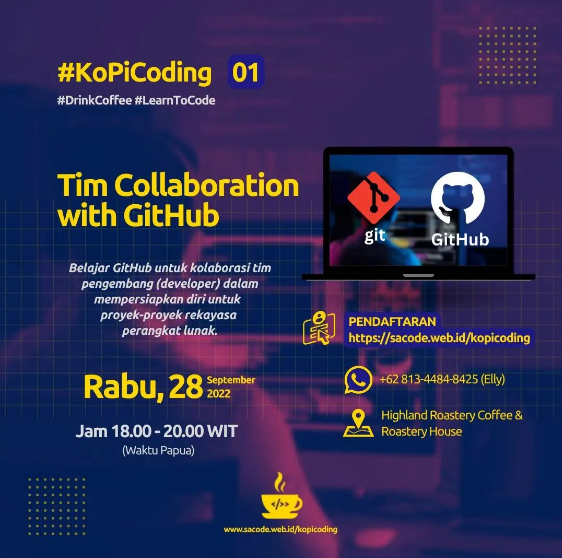 #KoPiCoding 01
#DrinkCoffee #LearnToCode
Tim Collaboration
with GitHub
git
GitHub
Belajar GitHub untuk kolaborasi tim
pengembang (developer) dalam
mempersiapkan diri untuk
proyek-proyek rekayasa
perangkat lunak.
PENDAFTARAN
https://sacode.web.id/kopicoding
Rabu, 28 September
2022
+62 813-4484-8425 (Elly)
Jam 18.00 - 20.00 WIT
(Waktu Papua)
Highland Roastery Coffee &
Roastery House
</>
www.sacode.web.id/kopicoding